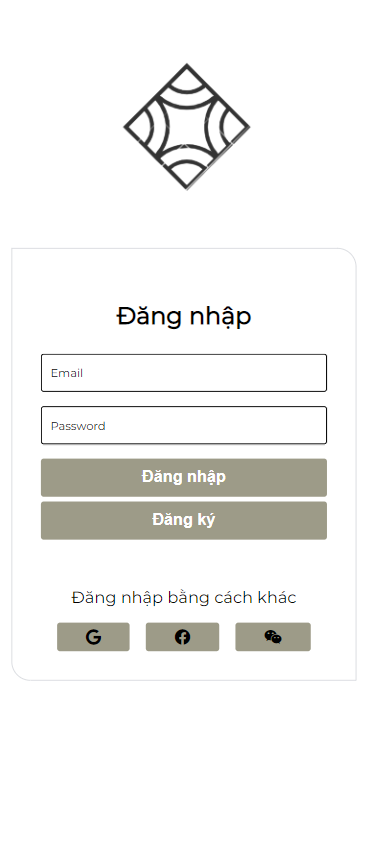 Đăng nhập
Email
Password
Đăng nhập
Đăng ký
Đăng nhập bằng cách khác